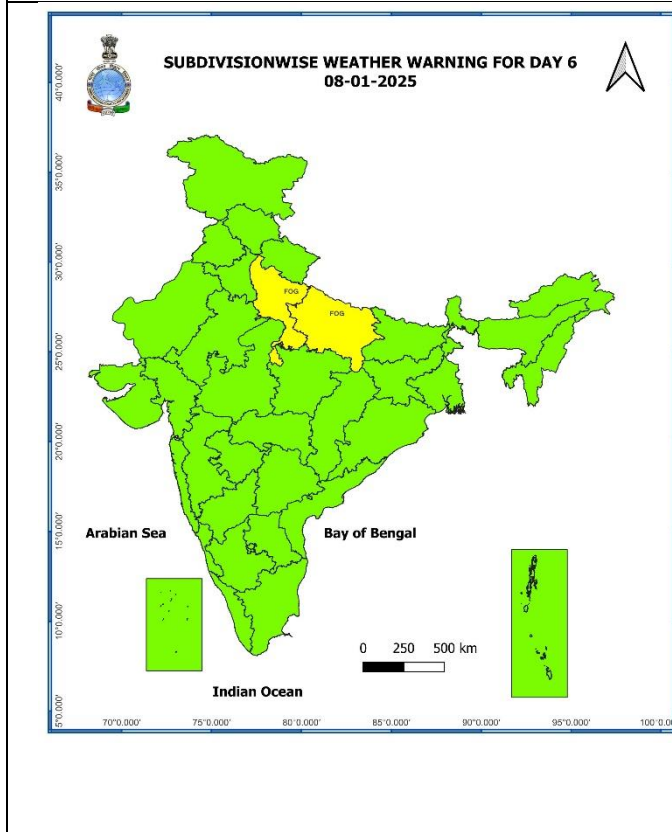 SUBDIVISIONWISE WEATHER WARNING FOR DAY 6
08-01-2025
40°0.000'
35°0.000'
30°0.000'
25°0.000'
20°0.000'
15°0.000'
10°0.000'
5°0.000'
FOG
FOG
Arabian Sea
Bay of Bengal
0 250 500 km
Indian Ocean
70°0.000' 75°0.000' 80°0.000' 85°0.000' 90°0.000' 95°0.000' 100°0.0